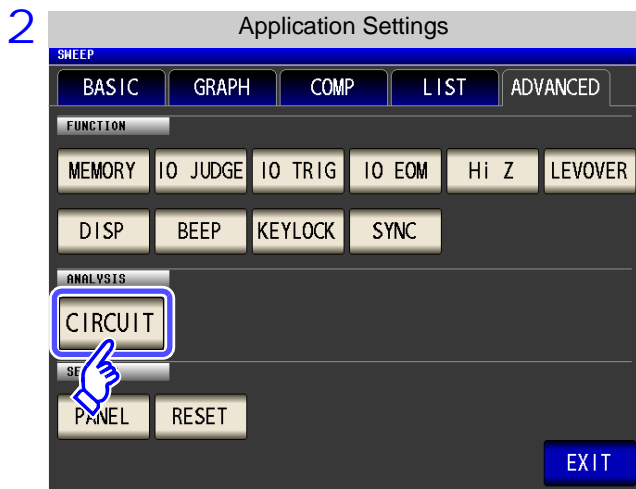 2
Application Settings
SWEEP
BASIC GRAPH COMP LIST ADVANCED
FUNCTION
MEMORY IO JUDGE IO TRIG IO EOM Hi Z LEVOVER
DISP BEEP KEYLOCK SYNC
ANALYSIS
CIRCUIT
PANEL RESET
EXIT